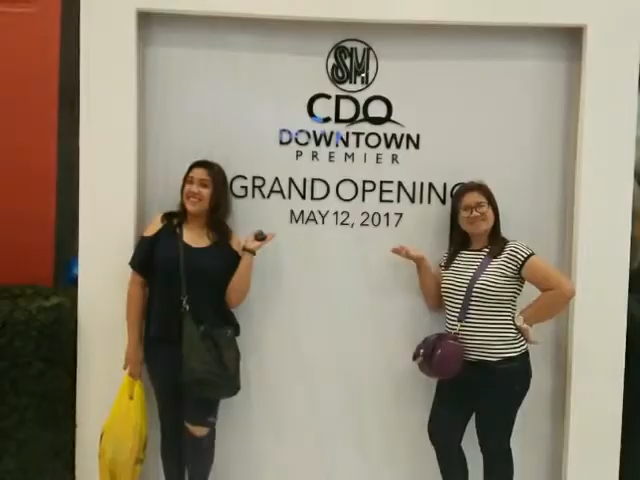 SM
CDO
DOWNTOWN
PREMIER
GRAND OPENING
MAY 12, 2017